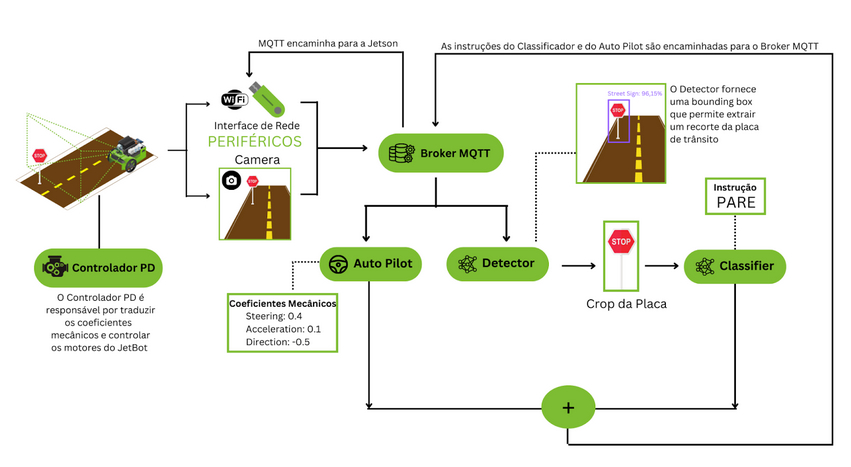 MQTT encaminha para a Jetson
As instruções do Classificador e do Auto Pilot são encaminhadas para o Broker MQTT
Wi Fi
Interface de Rede
PERIFÉRICOS
Camera
STOP
Broker MQTT
Street Sign: 86,15%
STOP
O Detector fornece
uma bounding box
que permite extrair
um recorte da placa
de trânsito
STOP
Instrução
PARE
Controlador PD
O Controlador PD é
responsável por traduzir
os coeficientes
mecânicos e controlar
os motores do JetBot
STOP
Auto Pilot
Detector
STOP
Classifier
Crop da Placa
Coeficientes Mecânicos
Steering: 0.4
Acceleration: 0.1
Direction: -0.5
+